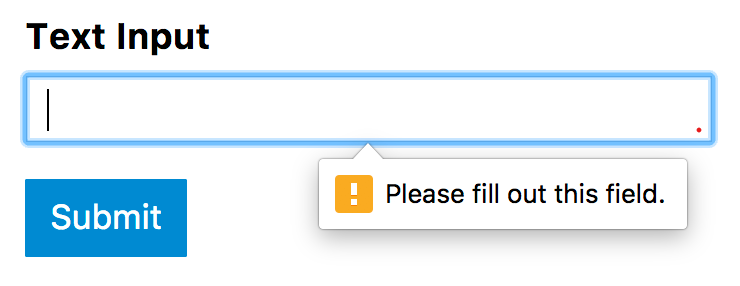 Text Input
Please fill out this field.
Submit